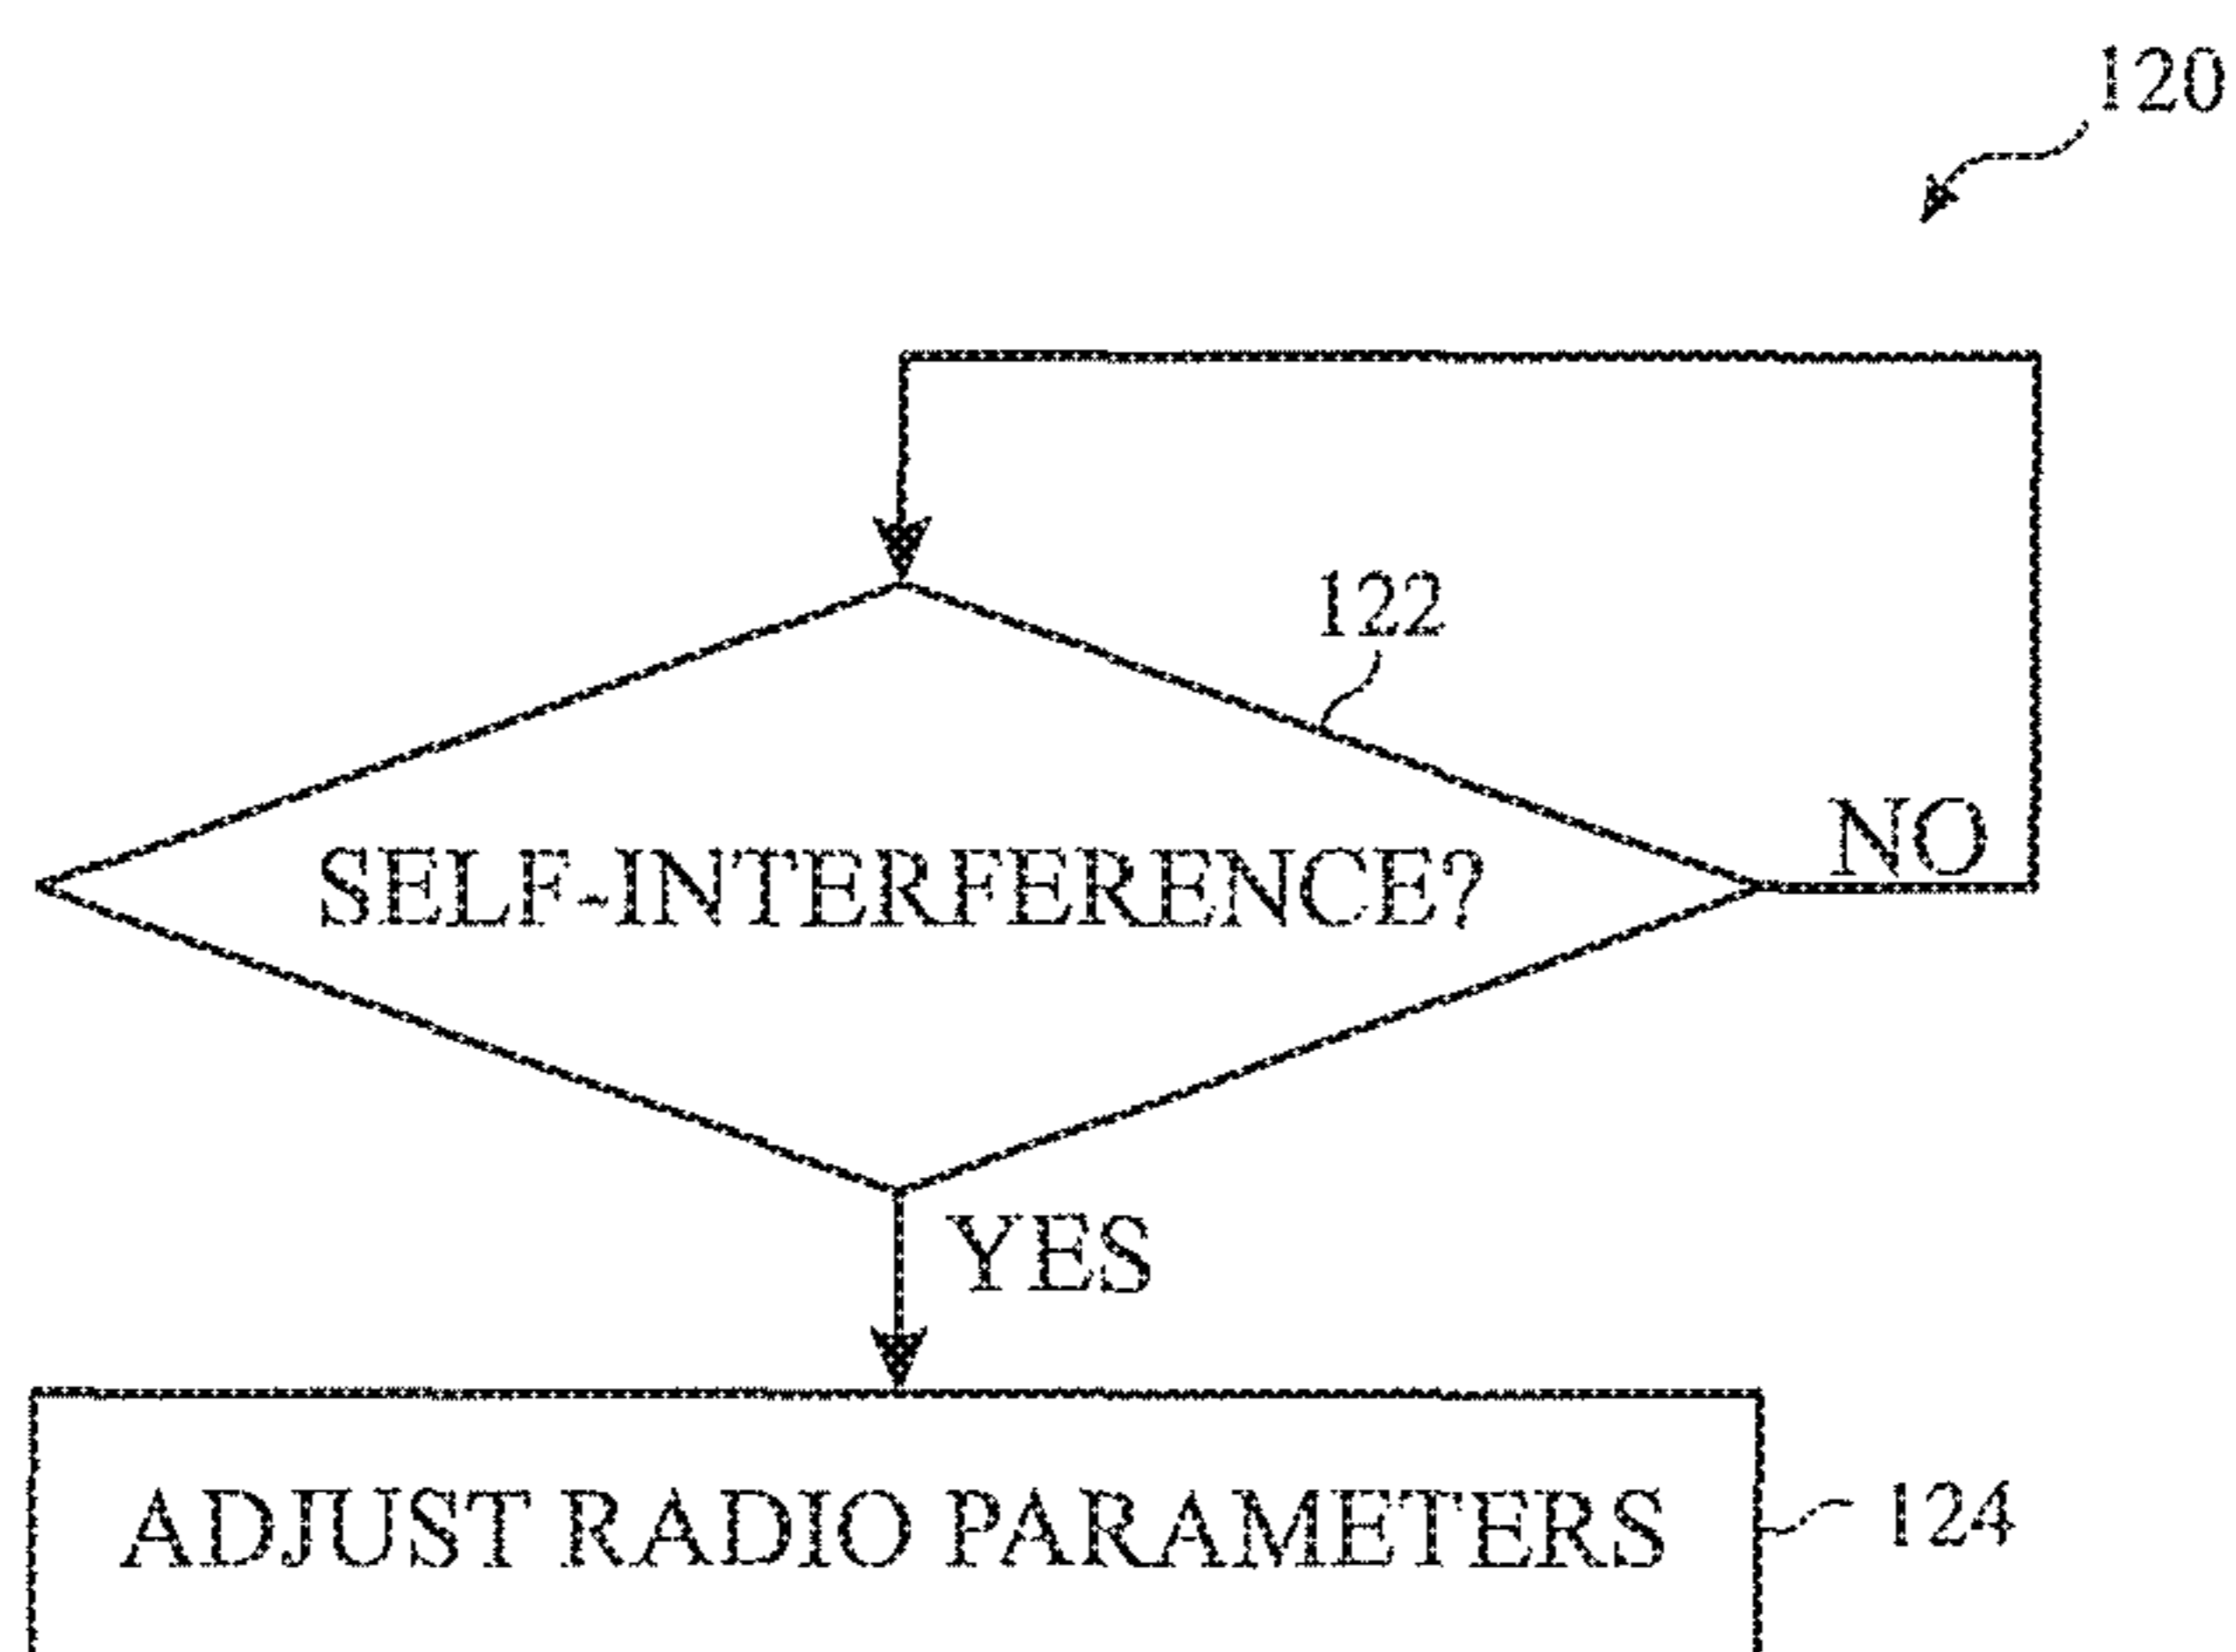 120
122
NO
SELF-INTERFERENCE?
YES
ADJUST RADIO PARAMETERS
124